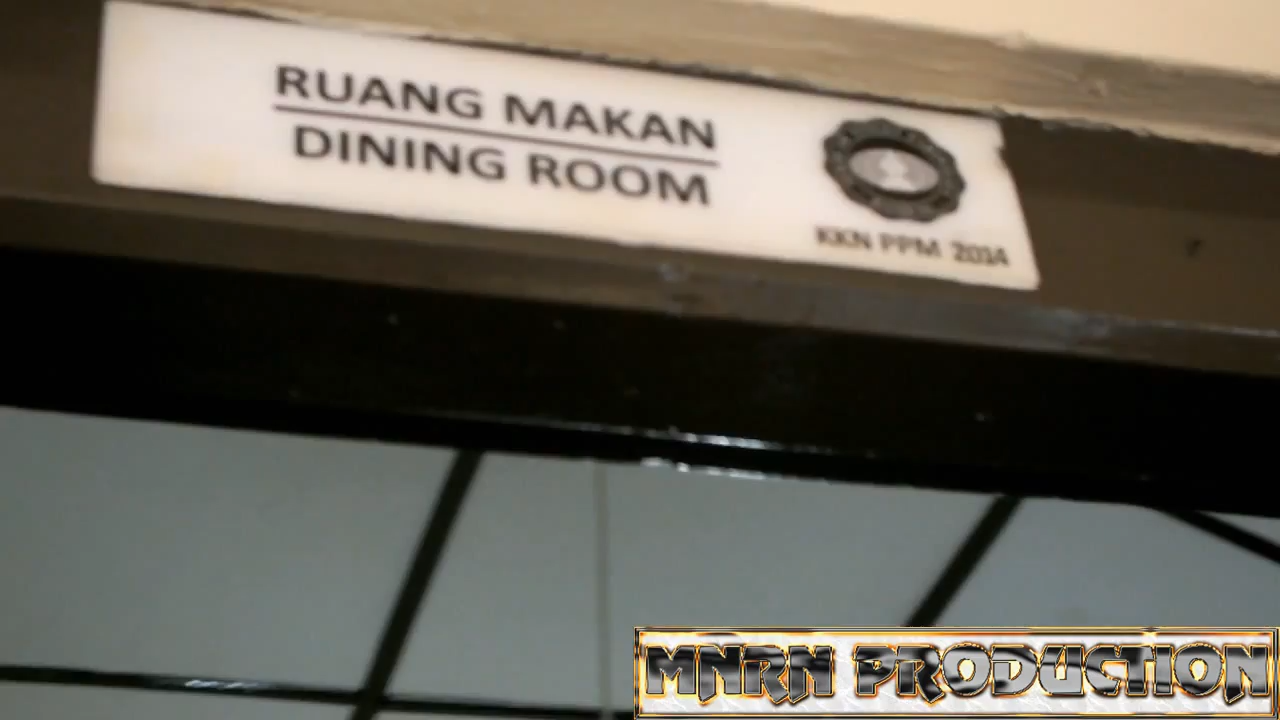 RUANG MAKAN
DINING ROOM
KKN PPM 2014
MNRN PRODUCTION